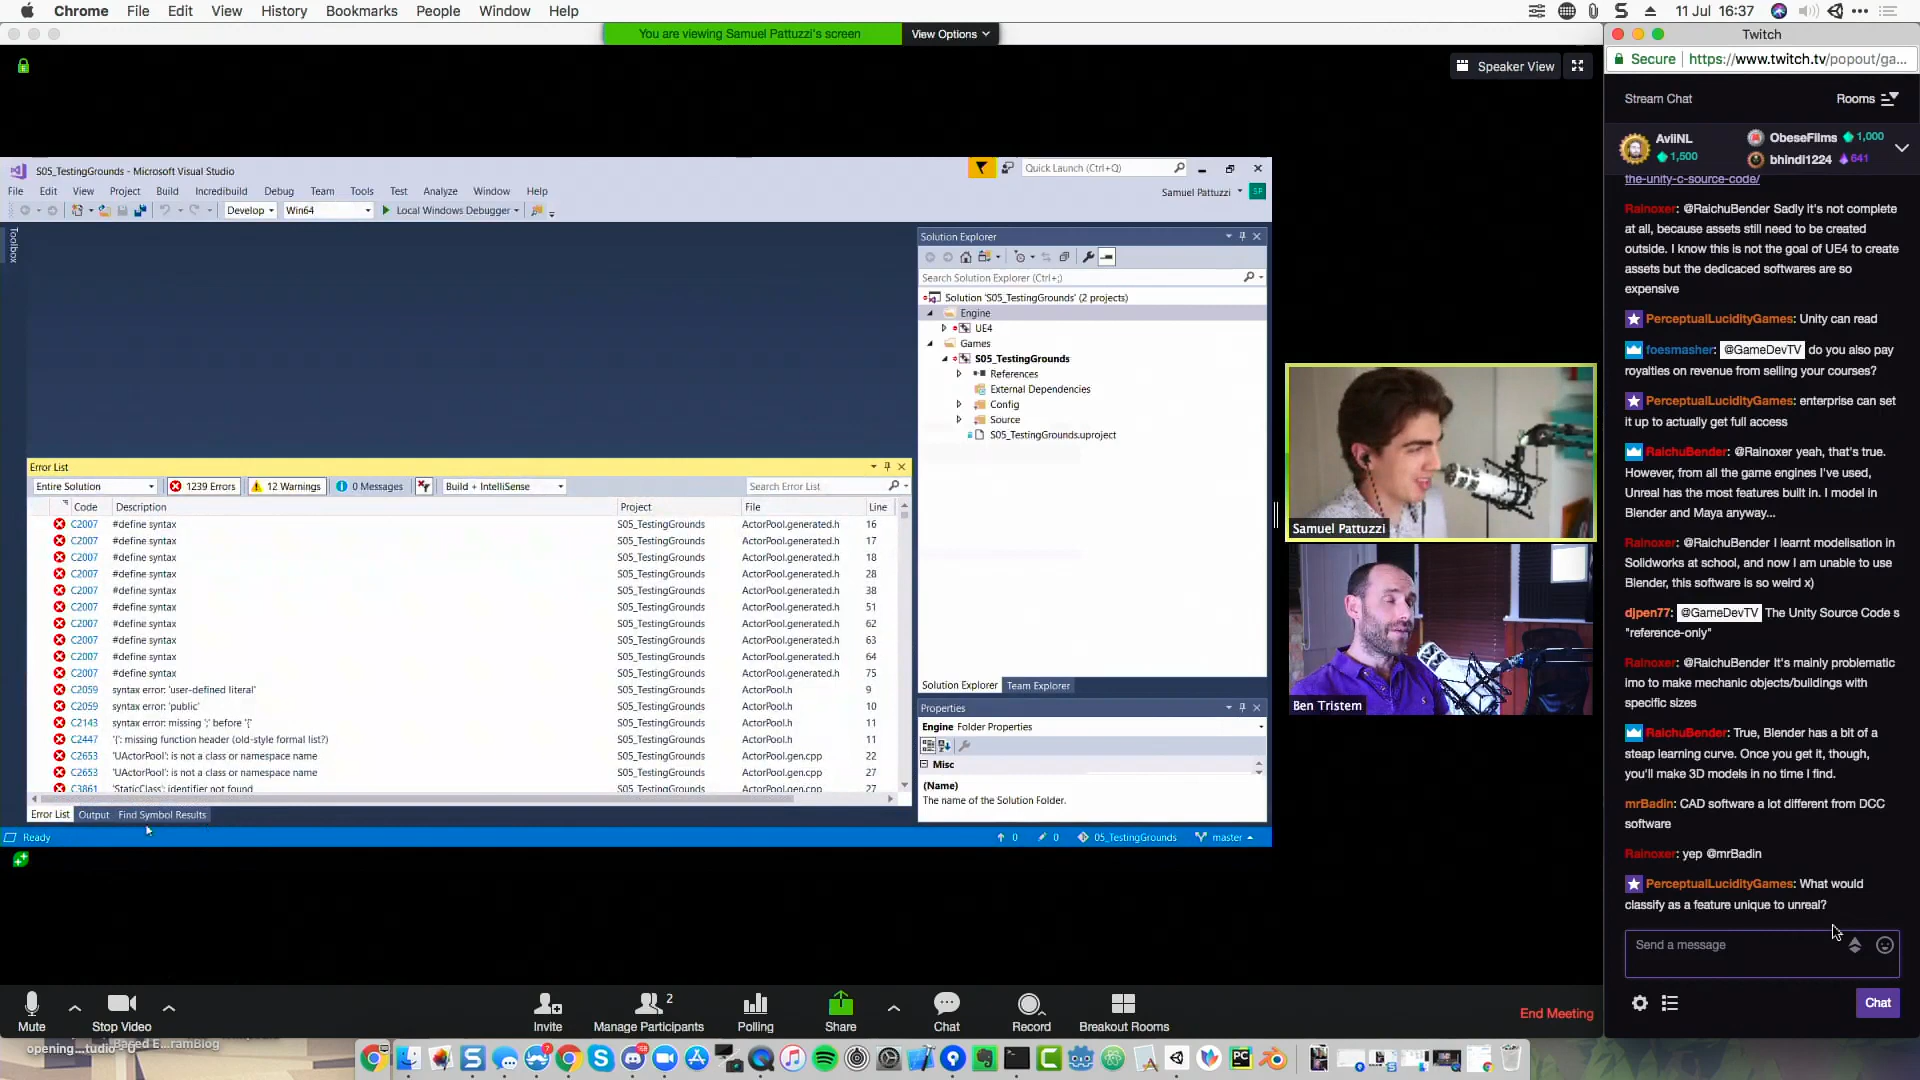 Chrome File Edit View History Bookmarks People Window Help
11 Jul 16:37
You are viewing Samuel Pattuzzi's screen View Options
Speaker View
S05_TestingGrounds - Microsoft Visual Studio
Quick Launch (Ctrl+Q)
File Edit View Project Build Incredibuild Debug Team Tools Test Analyze Window Help
Samuel Pattuzzi
Develop Win64 Local Windows Debugger
Toolbox
Solution Explorer
Search Solution Explorer (Ctrl+;)
Solution 'S05_TestingGrounds' (2 projects)
Engine
UE4
Games
S05_TestingGrounds
References
External Dependencies
Config
Source
S05_TestingGrounds.uproject
Solution Explorer Team Explorer
Properties
Engine Folder Properties
Misc
(Name)
The name of the Solution Folder.
Error List
Entire Solution 1239 Errors 12 Warnings 0 Messages Build + IntelliSense Search Error List
Code Description Project File Line
C2007 #define syntax S05_TestingGrounds ActorPool.generated.h 16
C2007 #define syntax S05_TestingGrounds ActorPool.generated.h 17
C2007 #define syntax S05_TestingGrounds ActorPool.generated.h 18
C2007 #define syntax S05_TestingGrounds ActorPool.generated.h 28
C2007 #define syntax S05_TestingGrounds ActorPool.generated.h 38
C2007 #define syntax S05_TestingGrounds ActorPool.generated.h 51
C2007 #define syntax S05_TestingGrounds ActorPool.generated.h 62
C2007 #define syntax S05_TestingGrounds ActorPool.generated.h 63
C2007 #define syntax S05_TestingGrounds ActorPool.generated.h 64
C2007 #define syntax S05_TestingGrounds ActorPool.generated.h 75
C2059 syntax error: 'user-defined literal' S05_TestingGrounds ActorPool.h 9
C2059 syntax error: 'public' S05_TestingGrounds ActorPool.h 10
C2143 syntax error: missing ';' before '{' S05_TestingGrounds ActorPool.h 11
C2447 '{': missing function header (old-style formal list?) S05_TestingGrounds ActorPool.h 11
C2653 'UActorPool': is not a class or namespace name S05_TestingGrounds ActorPool.gen.cpp 22
C2653 'UActorPool': is not a class or namespace name S05_TestingGrounds ActorPool.gen.cpp 27
C3861 'StaticClass': identifier not found S05_TestingGrounds ActorPool.gen.cpp 27
Error List Output Find Symbol Results
Ready 0 0 05_TestingGrounds master
Samuel Pattuzzi
Ben Tristem
Twitch
Secure https://www.twitch.tv/popout/ga...
Stream Chat Rooms
AviiNL 1,500
ObeseFilms 1,000
bhindi1224 641
the-unity-c-source-code/
Rainoxer: @RaichuBender Sadly it's not complete
at all, because assets still need to be created
outside. I know this is not the goal of UE4 to create
assets but the dedicaced softwares are so
expensive
PerceptualLucidityGames: Unity can read
foesmasher: @GameDevTV do you also pay
royalties on revenue from selling your courses?
PerceptualLucidityGames: enterprise can set
it up to actually get full access
RaichuBender: @Rainoxer yeah, that's true.
However, from all the game engines I've used,
Unreal has the most features built in. I model in
Blender and Maya anyway...
Rainoxer: @RaichuBender I learnt modelisation in
Solidworks at school, and now I am unable to use
Blender, this software is so weird x)
djpen77: @GameDevTV The Unity Source Code s
"reference-only"
Rainoxer: @RaichuBender It's mainly problematic
imo to make mechanic objects/buildings with
specific sizes
RaichuBender: True, Blender has a bit of a
steap learning curve. Once you get it, though,
you'll make 3D models in no time I find.
mrBadin: CAD software a lot different from DCC
software
Rainoxer: yep @mrBadin
PerceptualLucidityGames: What would
classify as a feature unique to unreal?
Send a message
Chat
Mute Stop Video Invite Manage Participants 2 Polling Share Chat Record Breakout Rooms End Meeting